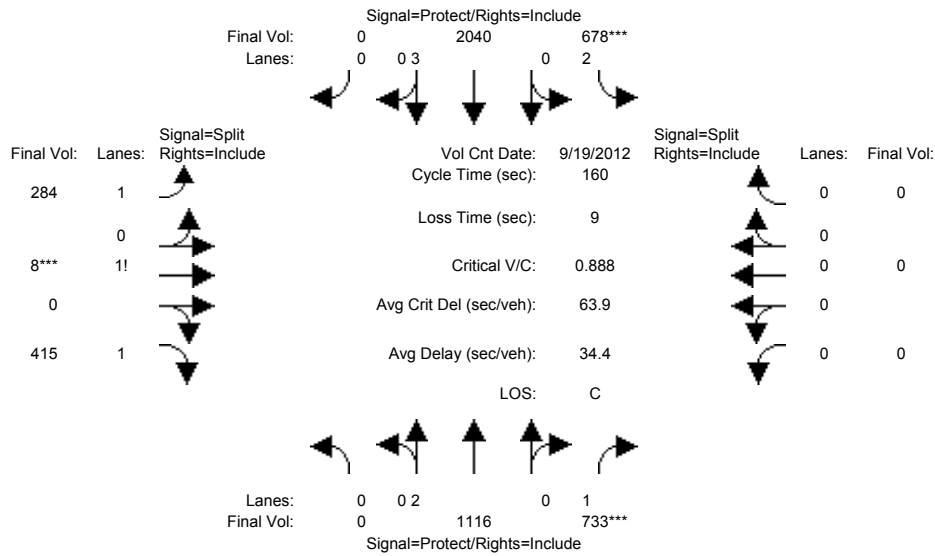 Signal=Protect/Rights=Include
Final Vol: 0 2040 678***
Lanes: 0 0 3 0 2
Signal=Split Signal=Split
Final Vol: Lanes: Rights=Include Vol Cnt Date: 9/19/2012 Rights=Include Lanes: Final Vol:
Cycle Time (sec): 160
284 1 0 0
Loss Time (sec): 9
0 0
8*** 1! Critical V/C: 0.888 0 0
0 Avg Crit Del (sec/veh): 63.9 0
415 1 Avg Delay (sec/veh): 34.4 0 0
LOS: C
Lanes: 0 0 2 0 1
Final Vol: 0 1116 733***
Signal=Protect/Rights=Include